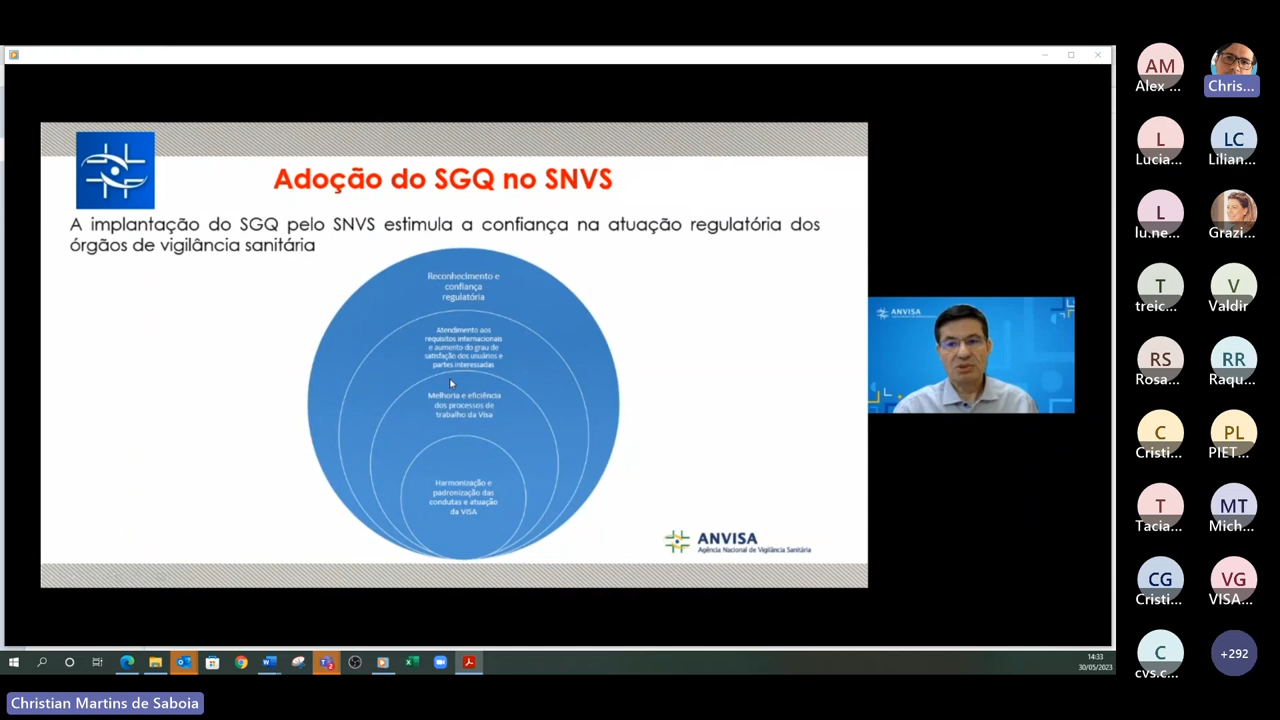 Adoção do SGQ no SNVS
A implantação do SGQ pelo SNVS estimula a confiança na atuação regulatória dos
órgãos de vigilância sanitária
Reconhecimento e
confiança
regulatória
Atendimento aos
requisitos internacionais
e aumento do grau de
satisfação dos usuários e
partes interessadas
Melhoria e eficiência
dos processos de
trabalho da Visa
Harmonização e
padronização das
condutas e atuação
da VISA
ANVISA
Agência Nacional de Vigilância Sanitária
ANVISA
AM
Alex ...
Chris...
L
Lucia...
LC
Lilian...
L
lu.ne...
Grazi...
T
treic...
V
Valdir
RS
Rosa...
RR
Raqu...
C
Cristi...
PL
PIET...
T
Tacia...
MT
Mich...
CG
Cristi...
VG
VISA...
C
cvs.c...
+292
14:33
30/05/2023
Christian Martins de Saboia